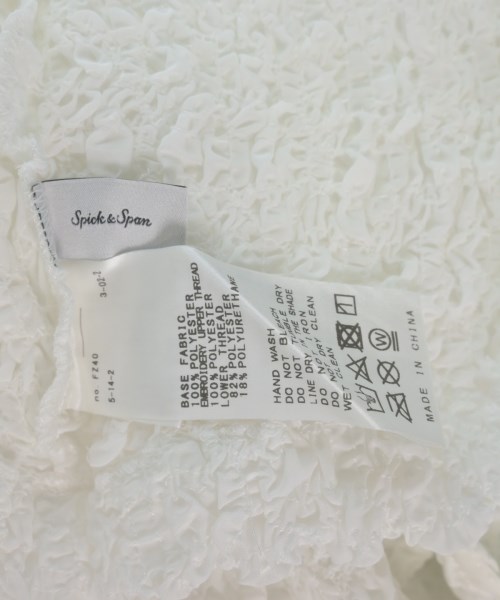 Spick & Span
3-01-1
no. FZ40
5-14-2
BASE FABRIC
100% POLYESTER
EMBROIDERY UPPER THREAD
100% POLYESTER
LOWER THREAD
82% POLYESTER
18% POLYURETHANE
HAND WASH
DO NOT BLEACH
DO NOT TUMBLE DRY
LINE DRY IN THE SHADE
DO NOT IRON
DO NOT DRY CLEAN
WET CLEAN
W
MADE IN CHINA